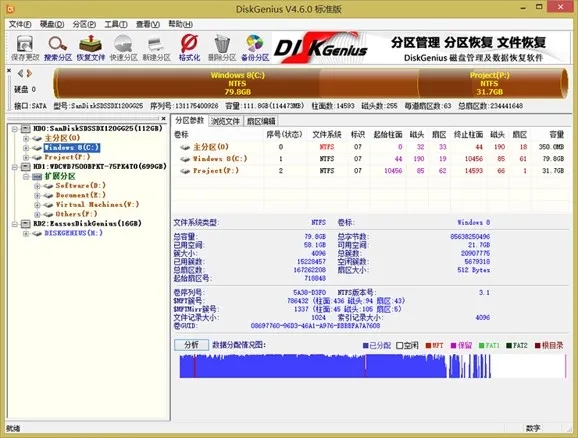 DiskGenius V4.6.0 标准版
文件(F) 硬盘(D) 分区(P) 工具(T) 查看(V) 帮助(H)
保存更改 搜索分区 恢复文件 快速分区 新建分区 格式化 删除分区 备份分区
DISKGenius
分区管理 分区恢复 文件恢复
DiskGenius 磁盘管理及数据恢复软件
硬盘 0
Windows 8(C:)
NTFS
79.8GB
Project(P:)
NTFS
31.7GB
接口:SATA 型号:SanDiskSDSSDX120GG25 序列号:131175400926 容量:111.8GB(114473MB) 柱面数:14593 磁头数:255 每道扇区数:63 总扇区数:234441648
HD0:SanDiskSDSSDX120GG25(112GB)
主分区(0)
Windows 8(C:)
Project(P:)
HD1:WDCWD7500BPKT-75PK4T0(699GB)
扩展分区
Software(D:)
Document(E:)
Virtual Machines(V:)
Others(F:)
RD2:EassosDiskGenius(16GB)
DISKGENIUS(H:)
分区参数 浏览文件 扇区编辑
卷标 序号(状态) 文件系统 标识 起始柱面 磁头 扇区 终止柱面 磁头 扇区 容量
主分区(0) 0 NTFS 07 0 32 33 44 190 18 350.0MB
Windows 8(C:) 1 NTFS 07 44 190 19 10456 85 61 79.8GB
Project(P:) 2 NTFS 07 10456 85 62 14593 66 1 31.7GB
文件系统类型: NTFS 卷标: Windows 8
总容量: 79.8GB 总字节数: 85638250496
已用空间: 58.1GB 可用空间: 21.7GB
簇大小: 4096 总簇数: 20907775
已用簇数: 15228457 空闲簇数: 5679318
总扇区数: 167262208 扇区大小: 512 Bytes
起始扇区号: 718848
卷序列号: 5A38-D3F0 NTFS版本号: 3.1
$MFT簇号: 786432 (柱面:436 磁头:94 扇区:43)
$MFTMirr簇号: 1337 (柱面:45 磁头:105 扇区:5)
文件记录大小: 1024 索引记录大小: 4096
卷GUID: 08697760-96D3-46A1-A976-BBBBFA7A7608
分析 数据分配情况图: 已分配 空闲 MFT 保留 FAT1 FAT2 根目录
就绪 数字